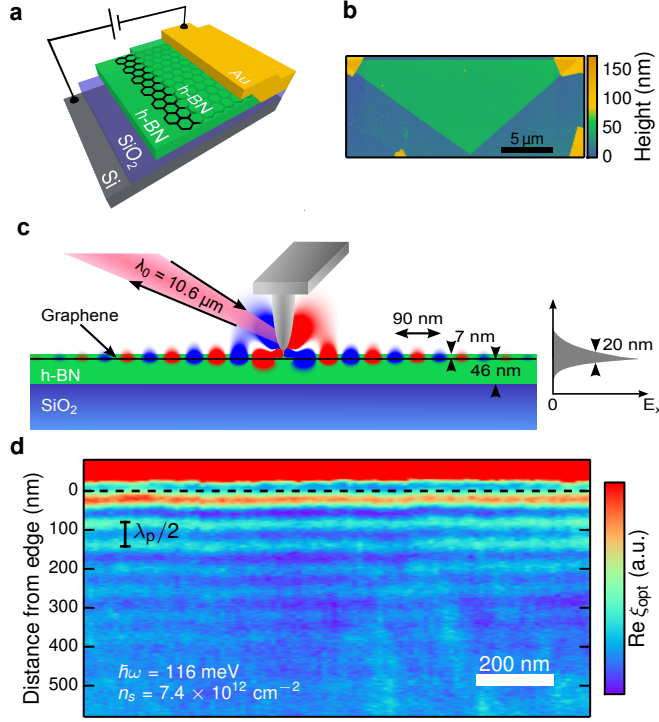 a
Au
h-BN
h-BN
SiO₂
Si
b
5 μm
150
100
50
0
Height (nm)
c
λ₀ = 10.6 μm
Graphene
90 nm
7 nm
46 nm
20 nm
h-BN
SiO₂
0
d
0
100
200
300
400
500
Distance from edge (nm)
λₚ/2
ħω = 116 meV
nₛ = 7.4 × 10¹² cm⁻²
200 nm
Re ξₒₚₜ (a.u.)